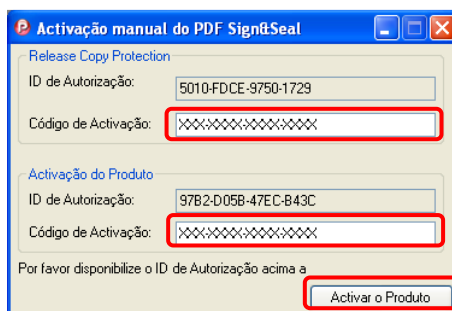 Activação manual do PDF Sign&Seal
Release Copy Protection
ID de Autorização: 5010-FDCE-9750-1729
Código de Activação: XXX-XXXX-XXXX-XXXX
Activação do Produto
ID de Autorização: 97B2-D05B-47EC-B43C
Código de Activação: XXX-XXXX-XXXX-XXXX
Por favor disponibilize o ID de Autorização acima a
Activar o Produto